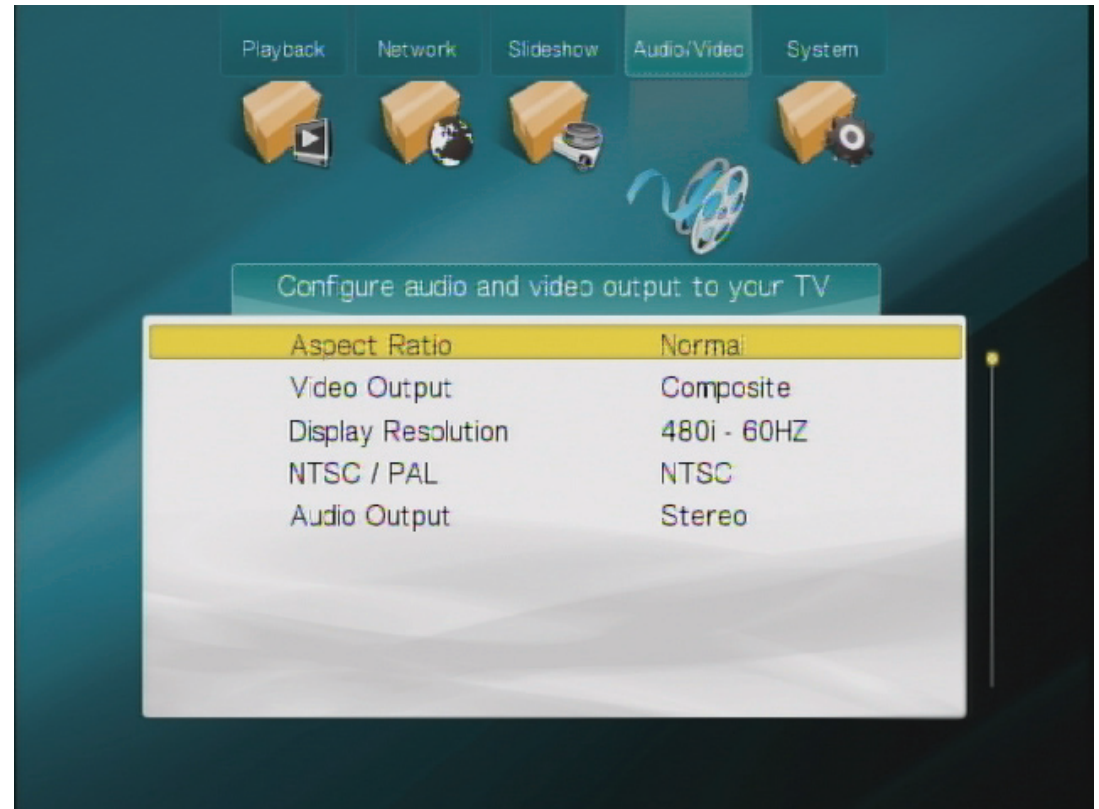 Playback Network Slideshow Audio/Video System
Configure audio and video output to your TV
Aspect Ratio Normal
Video Output Composite
Display Resolution 480i - 60HZ
NTSC / PAL NTSC
Audio Output Stereo